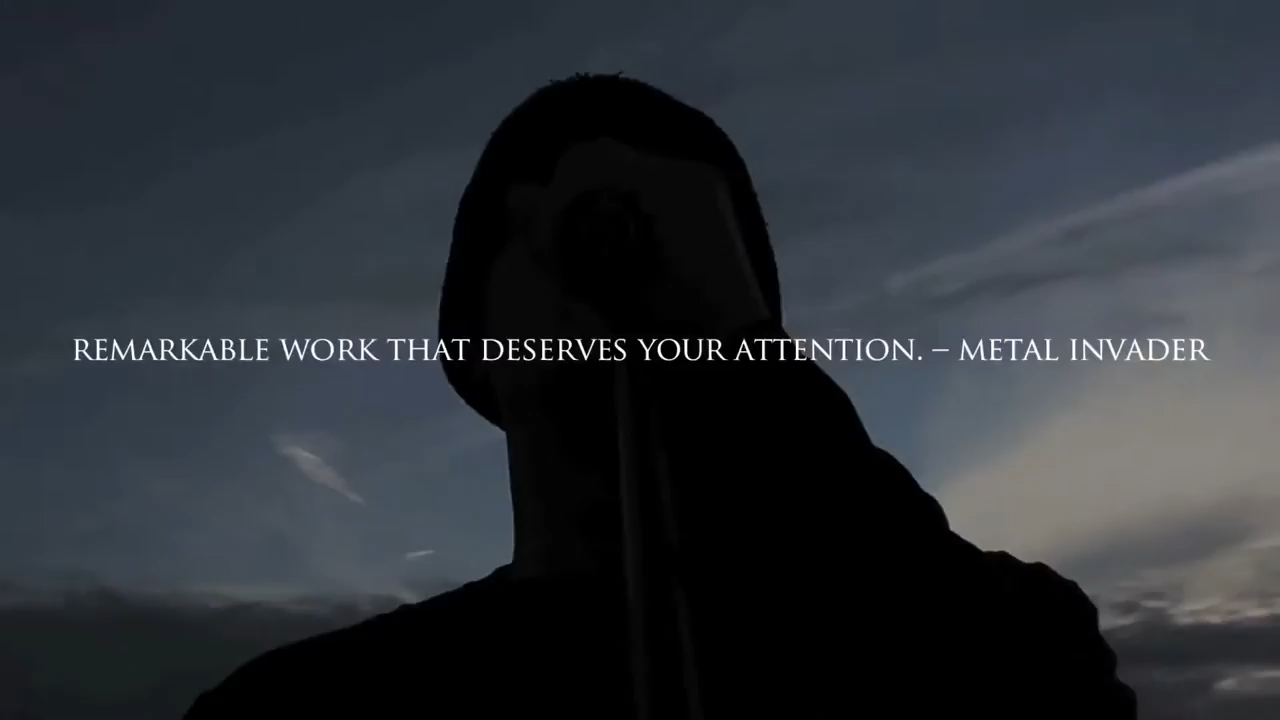 REMARKABLE WORK THAT DESERVES YOUR ATTENTION. – METAL INVADER